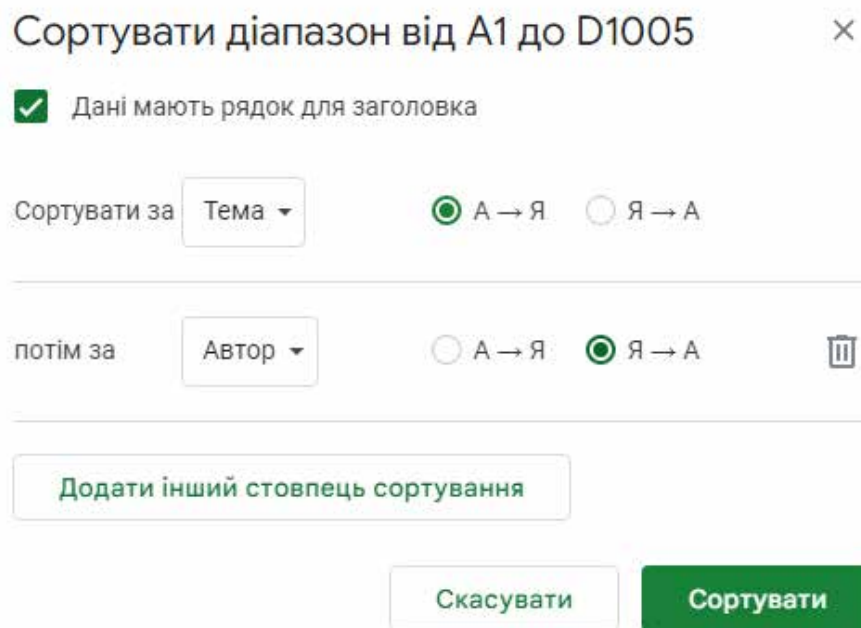 Сортувати діапазон від A1 до D1005
Дані мають рядок для заголовка
Сортувати за Тема А → Я Я → А
потім за Автор А → Я Я → А
Додати інший стовпець сортування
Скасувати Сортувати